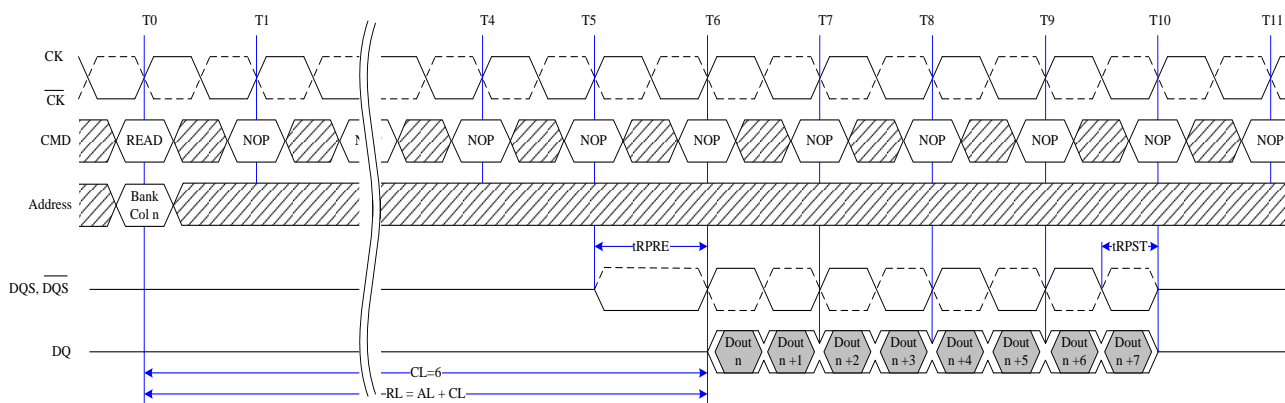 T0 T1 T4 T5 T6 T7 T8 T9 T10 T11
CK
CK
CMD READ NOP NOP NOP NOP NOP NOP NOP NOP NOP
Address Bank
Col n
tRPRE tRPST
DQS, DQS
DQ Dout n Dout n +1 Dout n +2 Dout n +3 Dout n +4 Dout n +5 Dout n +6 Dout n +7
CL=6
RL = AL + CL